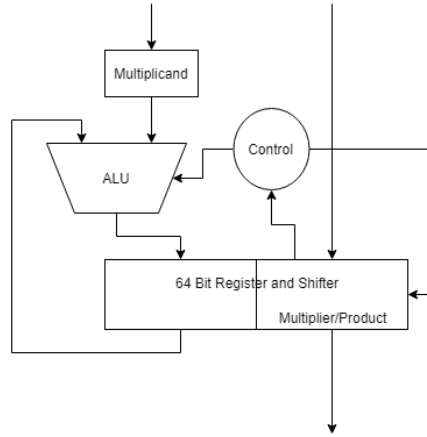 Multiplicand
Control
ALU
64 Bit Register and Shifter
Multiplier/Product